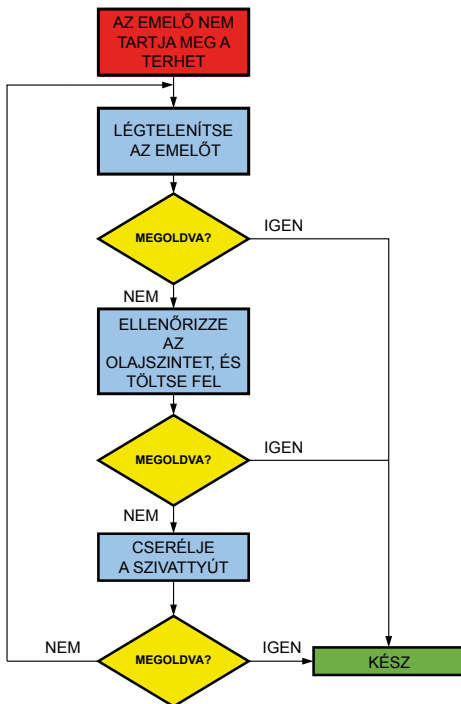 AZ EMELŐ NEM
TARTJA MEG A
TERHET
LÉGTELENÍTSE
AZ EMELŐT
MEGOLDVA?
IGEN
NEM
ELLENŐRIZZE
AZ
OLAJSZINTET, ÉS
TÖLTSE FEL
MEGOLDVA?
IGEN
NEM
CSERÉLJE
A SZIVATTYÚT
NEM
MEGOLDVA?
IGEN
KÉSZ